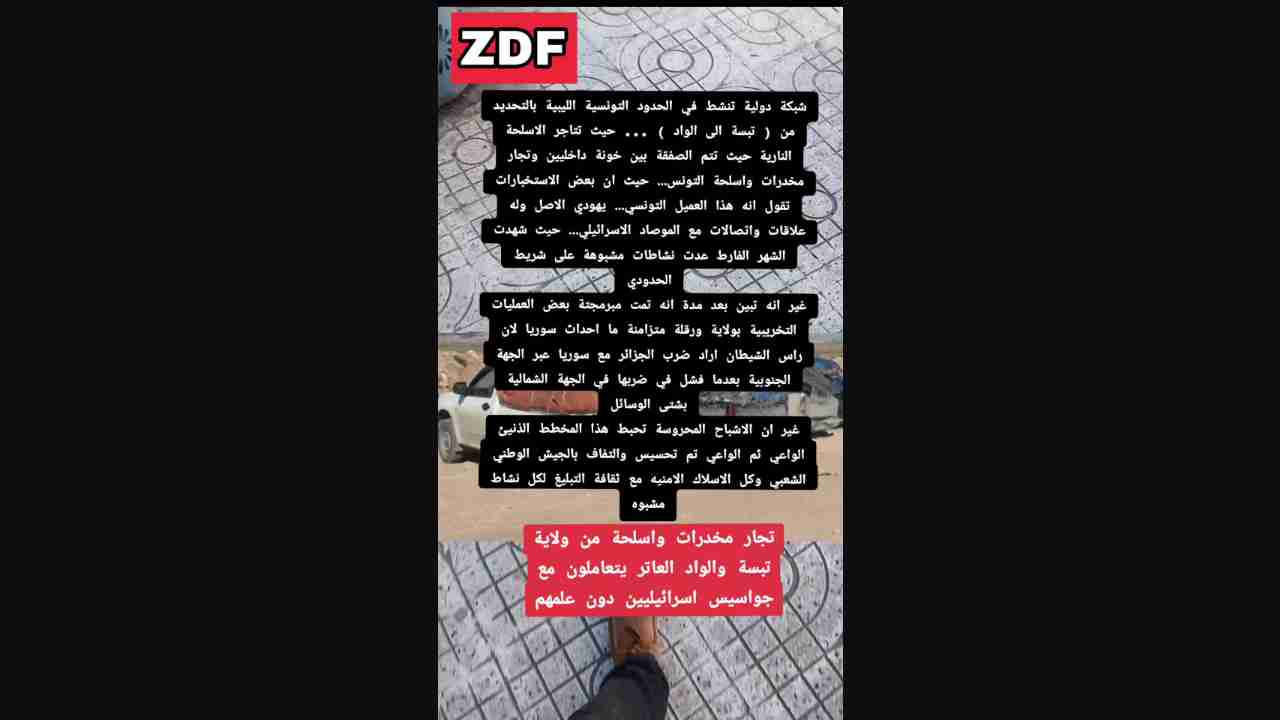 ZDF
شبكة دولية تنشط في الحدود التونسية الليبية بالتحديد
من ( تبسة الى الواد ) ... حيث تتاجر الاسلحة
النارية حيث تتم الصفقة بين خونة داخليين وتجار
مخدرات واسلحة التونس... حيث ان بعض الاستخبارات
تقول انه هذا العميل التونسي... يهودي الاصل وله
علاقات واتصالات مع الموصاد الاسرائيلي... حيث شهدت
الشهر الفارط عدت نشاطات مشبوهة على شريط
الحدودي
غير انه تبين بعد مدة انه تمت مبرمجتة بعض العمليات
التخريبية بولاية ورقلة متزامنة ما احداث سوريا لان
راس الشيطان اراد ضرب الجزائر مع سوريا عبر الجهة
الجنوبية بعدما فشل في ضربها في الجهة الشمالية
بشتى الوسائل
غير ان الاشباح المحروسة تحبط هذا المخطط الذنيئ
الواعي ثم الواعي تم تحسيس والتفاف بالجيش الوطني
الشعبي وكل الاسلاك الامنيه مع ثقافة التبليغ لكل نشاط
مشبوه
تجار مخدرات واسلحة من ولاية
تبسة والواد العاتر يتعاملون مع
جواسيس اسرائيليين دون علمهم